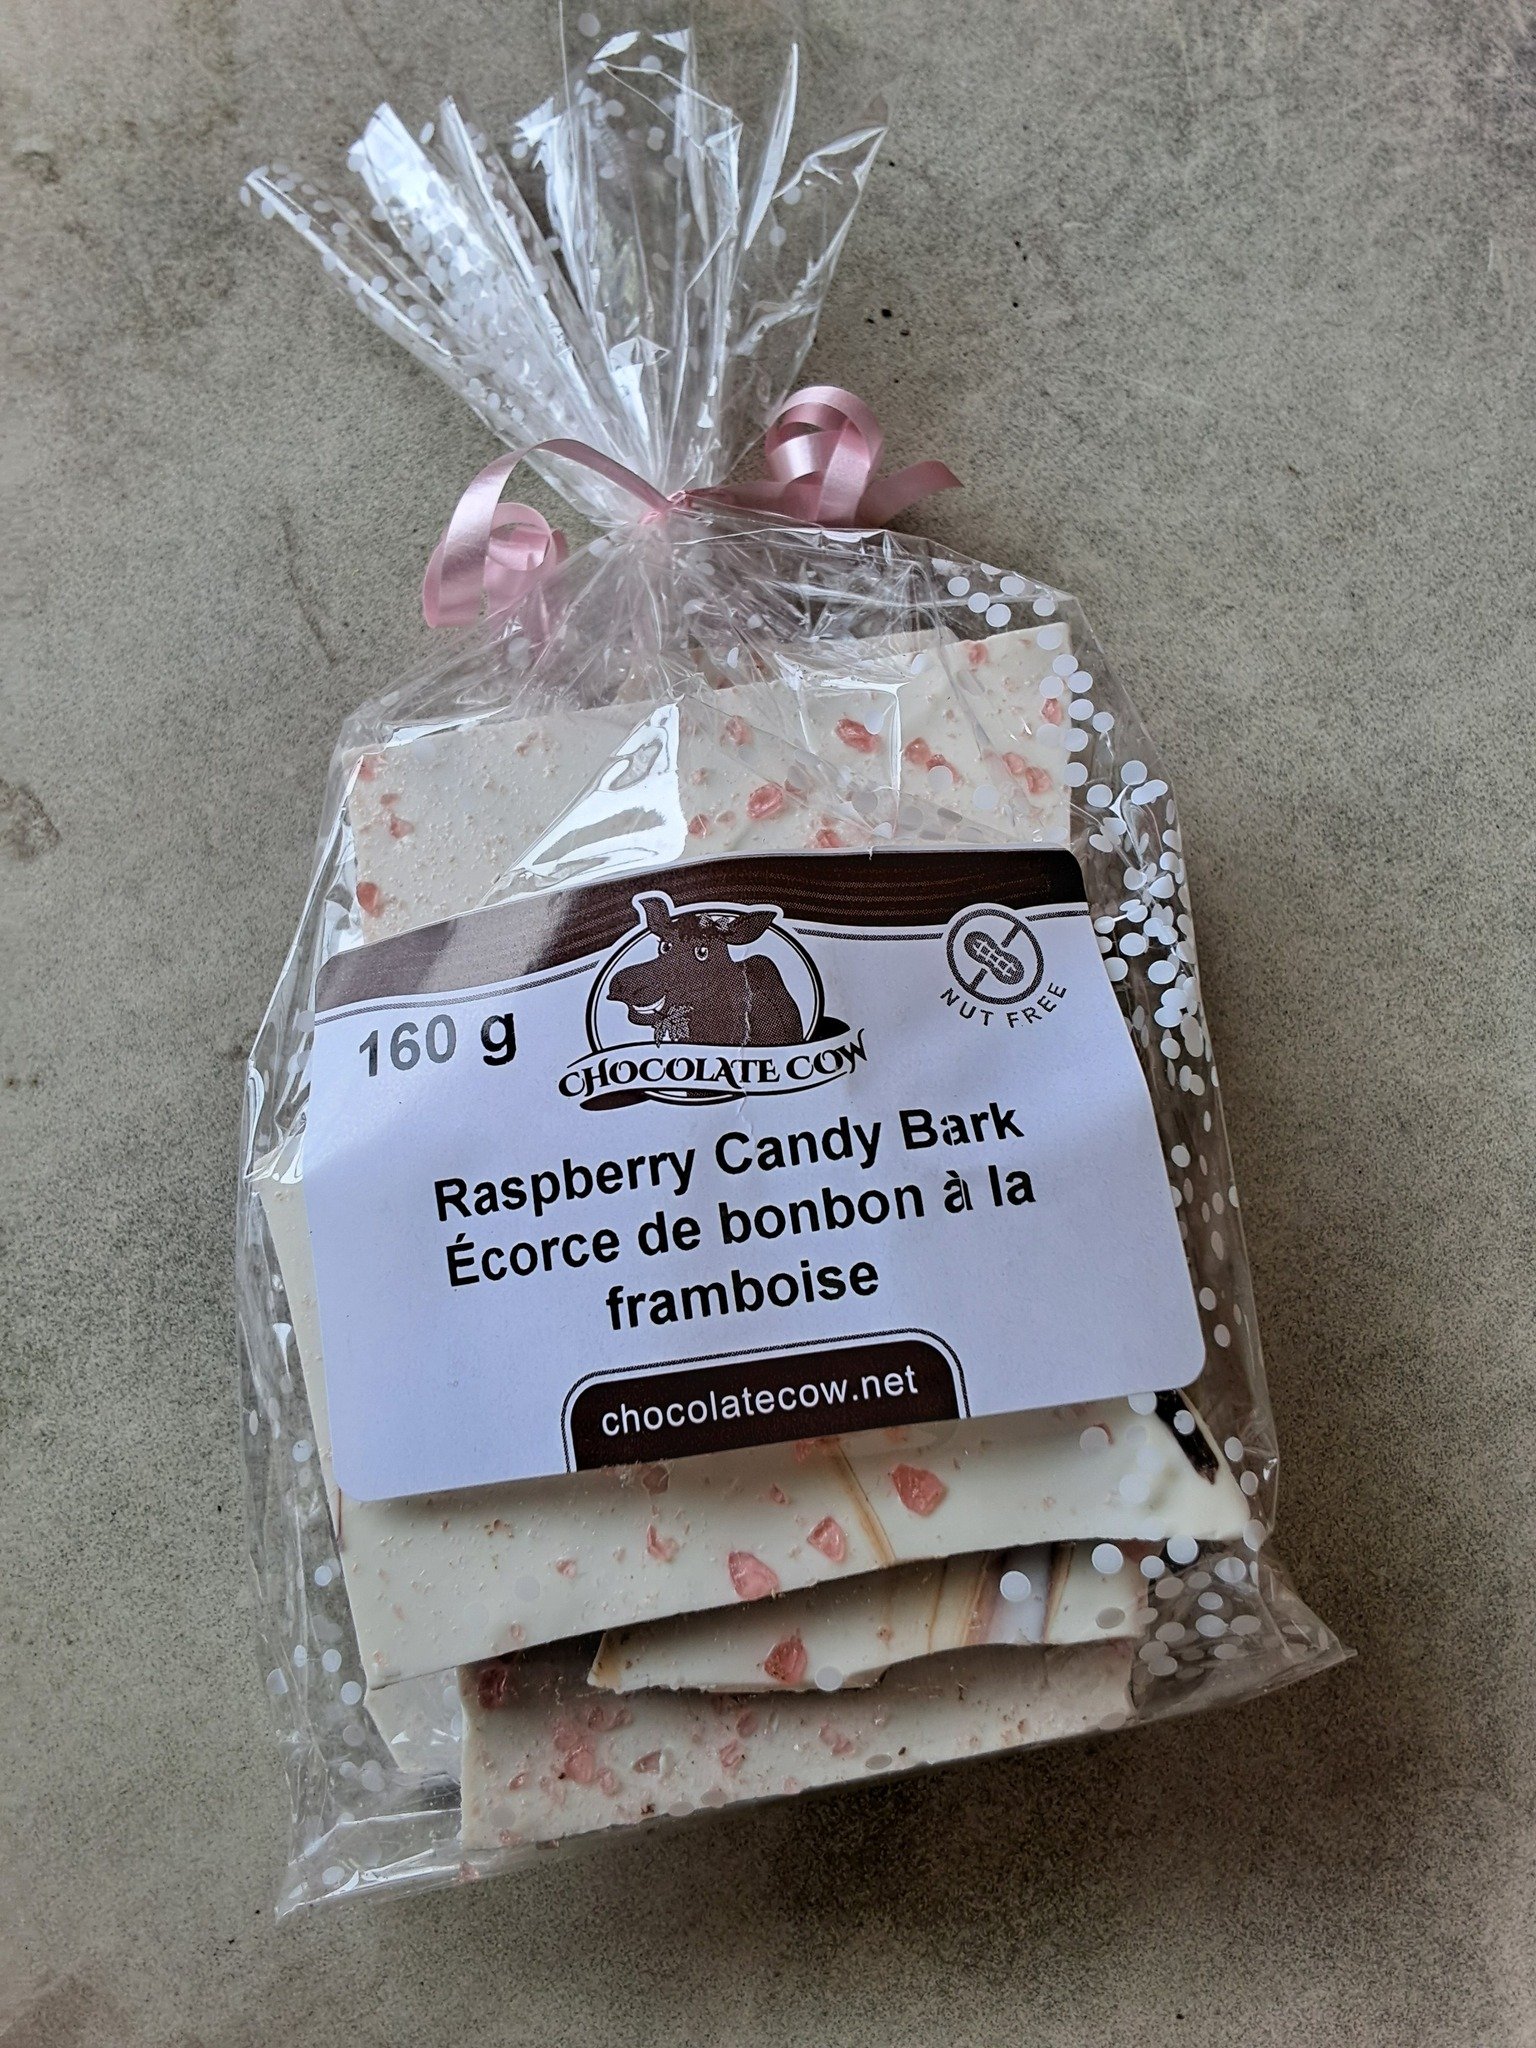 160 g
CHOCOLATE COW
NUT FREE
Raspberry Candy Bark
Écorce de bonbon à la
framboise
chocolatecow.net